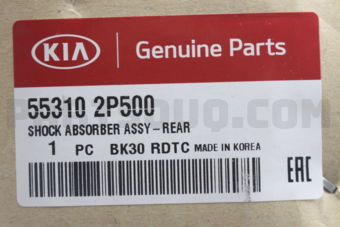 KIA Genuine Parts
55310 2P500
SHOCK ABSORBER ASSY-REAR
1 PC BK30 RDTC MADE IN KOREA
EAC